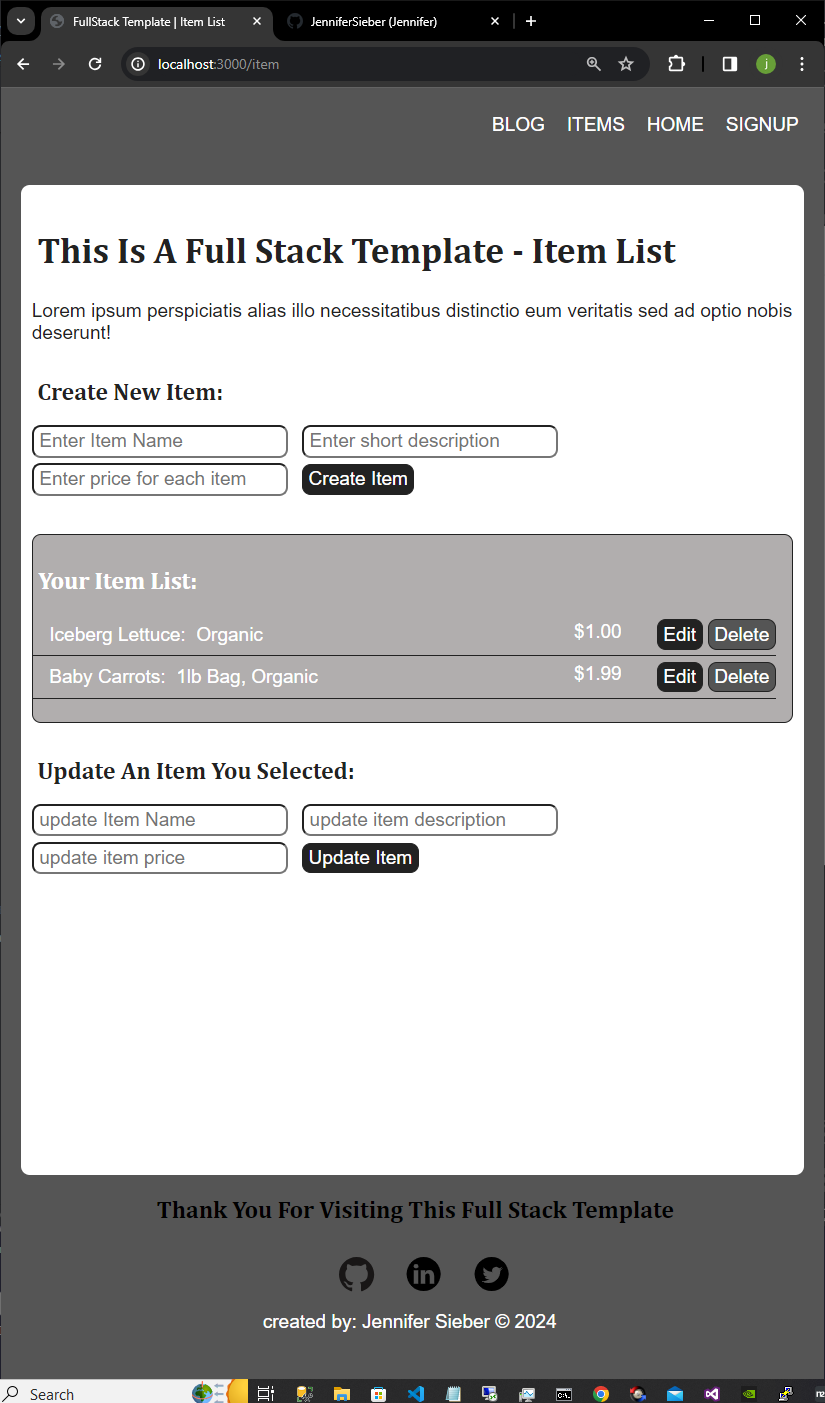 FullStack Template | Item List
JenniferSieber (Jennifer)
localhost:3000/item
j
BLOG ITEMS HOME SIGNUP
This Is A Full Stack Template - Item List
Lorem ipsum perspiciatis alias illo necessitatibus distinctio eum veritatis sed ad optio nobis
deserunt!
Create New Item:
Enter Item Name Enter short description
Enter price for each item Create Item
Your Item List:
Iceberg Lettuce: Organic $1.00 Edit Delete
Baby Carrots: 1lb Bag, Organic $1.99 Edit Delete
Update An Item You Selected:
update Item Name update item description
update item price Update Item
Thank You For Visiting This Full Stack Template
in
created by: Jennifer Sieber © 2024
Search